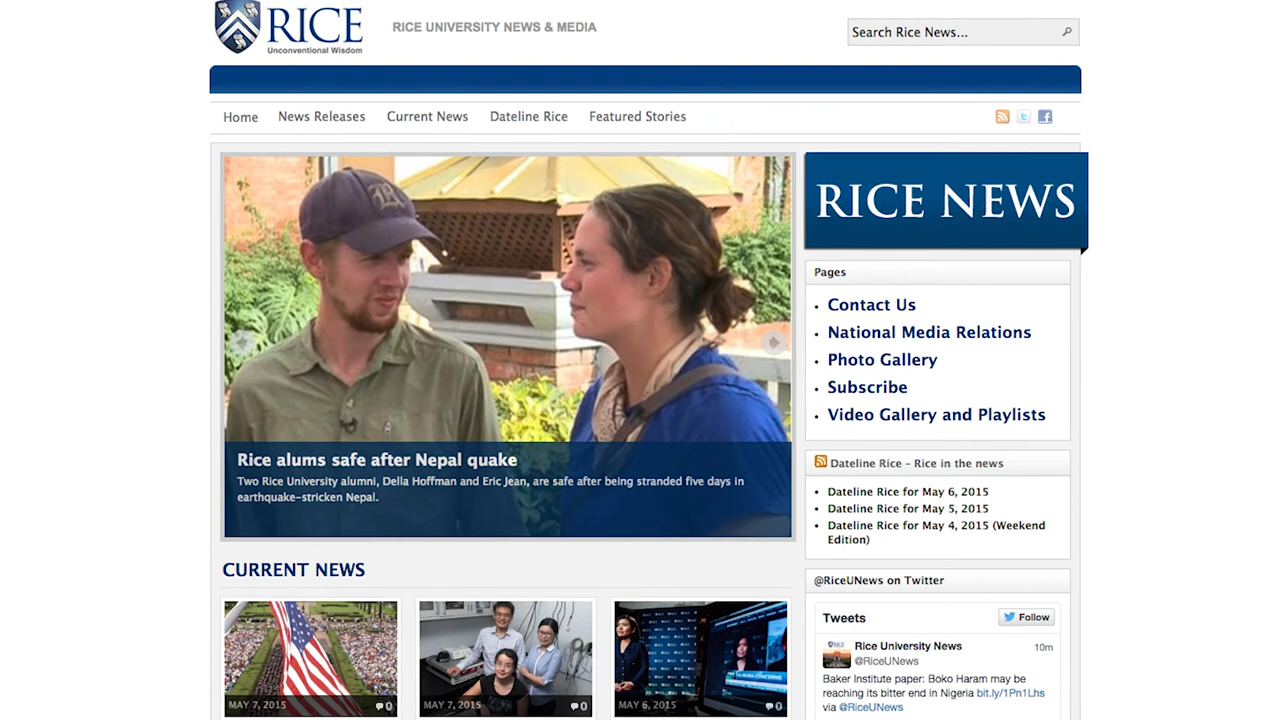 RICE
Unconventional Wisdom
RICE UNIVERSITY NEWS & MEDIA
Search Rice News...
Home
News Releases
Current News
Dateline Rice
Featured Stories
R
Rice alums safe after Nepal quake
Two Rice University alumni, Della Hoffman and Eric Jean, are safe after being stranded five days in
earthquake-stricken Nepal.
RICE NEWS
Pages
Contact Us
National Media Relations
Photo Gallery
Subscribe
Video Gallery and Playlists
Dateline Rice - Rice in the news
Dateline Rice for May 6, 2015
Dateline Rice for May 5, 2015
Dateline Rice for May 4, 2015 (Weekend
Edition)
@RiceUNews on Twitter
Tweets
Follow
Rice University News
10m
@RiceUNews
Baker Institute paper: Boko Haram may be
reaching its bitter end in Nigeria bit.ly/1Pn1Lhs
via @RiceUNews
CURRENT NEWS
MAY 7, 2015
0
MAY 7, 2015
0
MAY 6, 2015
0